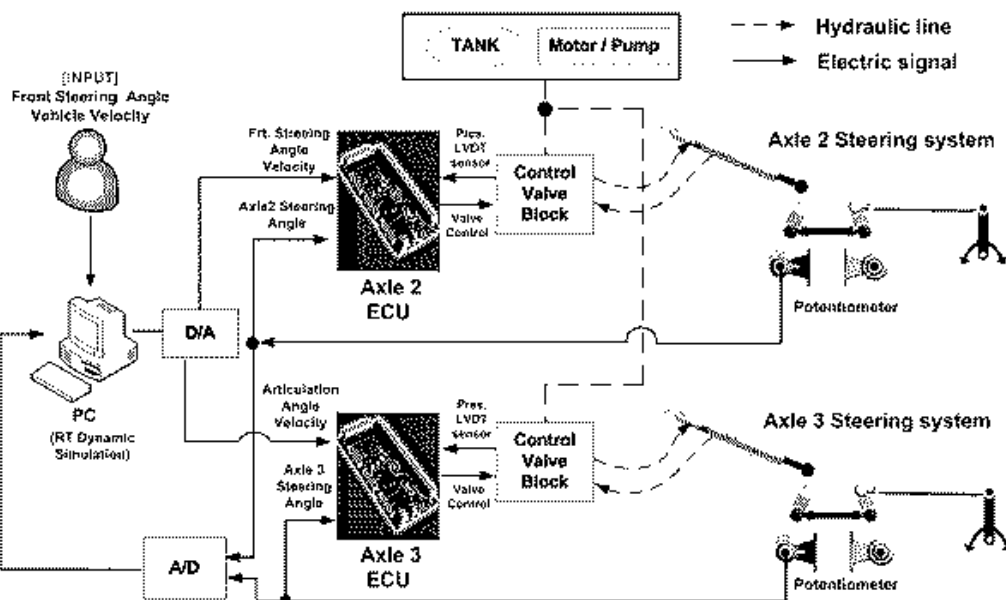 TANK
Motor / Pump
Hydraulic line
Electric signal
[INPUT]
Front Steering Angle
Vehicle Velocity
Frt. Steering
Angle
Velocity
Pres.
LVDT
sensor
Axle 2 Steering system
Control
Valve
Block
Axle2 Steering
Angle
Valve
Control
Axle 2
ECU
Potentiometer
D/A
PC
(RT Dynamic
Simulation)
Articulation
Angle
Velocity
Pres.
LVDT
sensor
Axle 3 Steering system
Control
Valve
Block
Axle 3
Steering
Angle
Valve
Control
Axle 3
ECU
Potentiometer
A/D